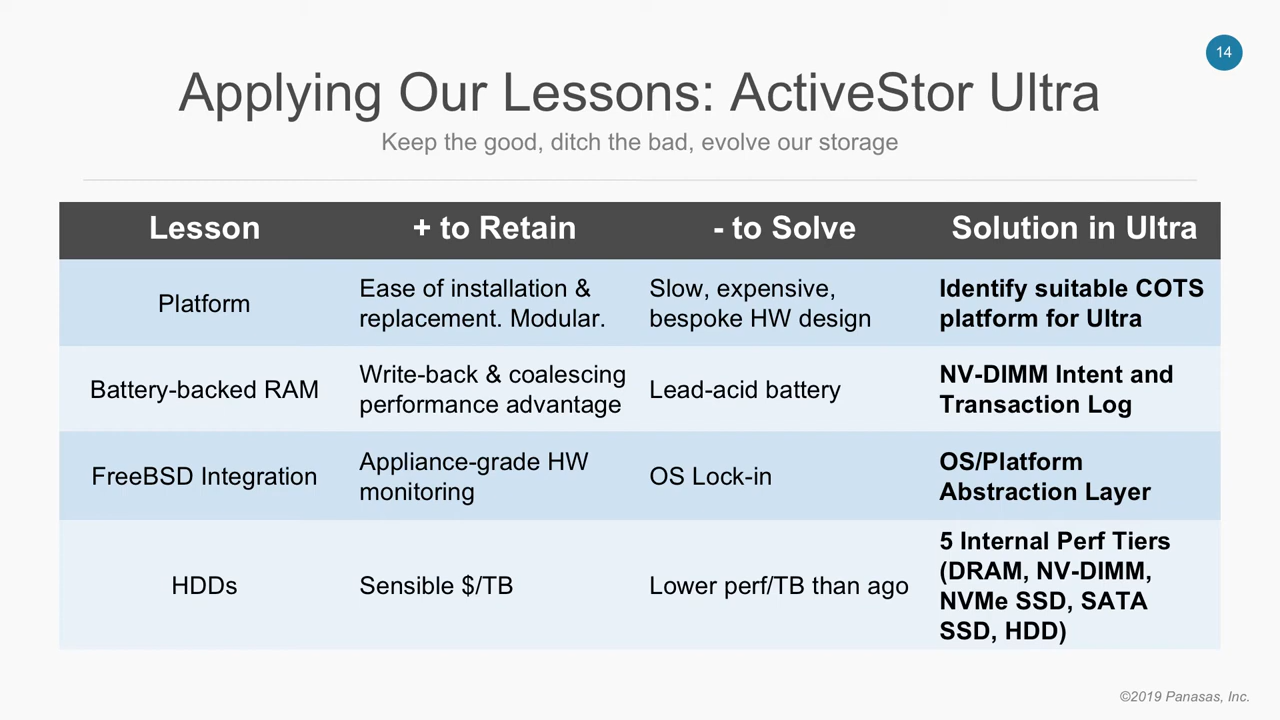 14
Applying Our Lessons: ActiveStor Ultra
Keep the good, ditch the bad, evolve our storage
Lesson
+ to Retain
- to Solve
Solution in Ultra
Platform
Ease of installation &
replacement. Modular.
Slow, expensive,
bespoke HW design
Identify suitable COTS
platform for Ultra
Battery-backed RAM
Write-back & coalescing
performance advantage
Lead-acid battery
NV-DIMM Intent and
Transaction Log
FreeBSD Integration
Appliance-grade HW
monitoring
OS Lock-in
OS/Platform
Abstraction Layer
HDDs
Sensible $/TB
Lower perf/TB than ago
5 Internal Perf Tiers
(DRAM, NV-DIMM,
NVMe SSD, SATA
SSD, HDD)
©2019 Panasas, Inc.